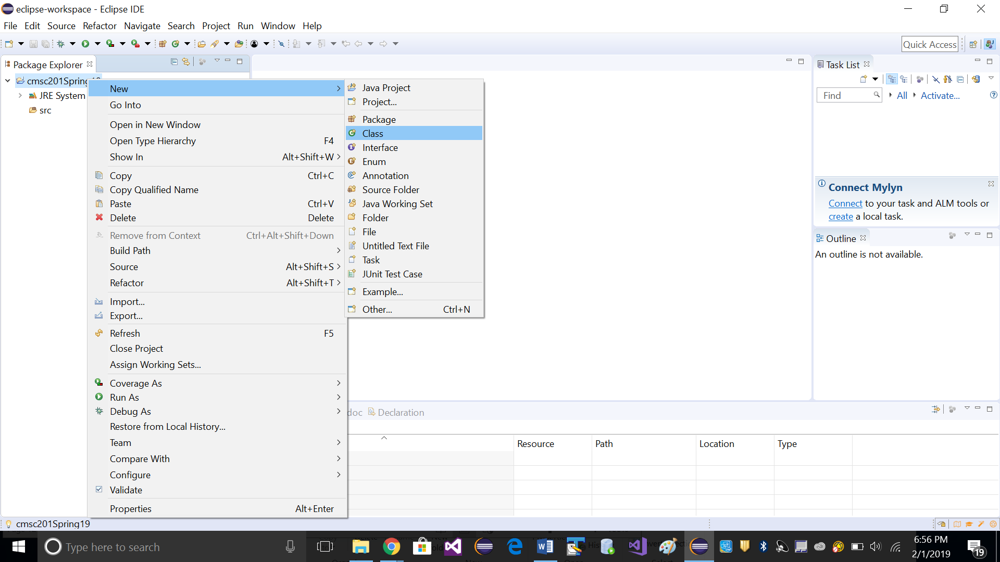 eclipse-workspace - Eclipse IDE
File Edit Source Refactor Navigate Search Project Run Window Help
Quick Access
Package Explorer
cmsc201Spring
JRE System
src
New
Go Into
Open in New Window
Open Type Hierarchy F4
Show In Alt+Shift+W
Copy Ctrl+C
Copy Qualified Name
Paste Ctrl+V
Delete Delete
Remove from Context Ctrl+Alt+Shift+Down
Build Path
Source Alt+Shift+S
Refactor Alt+Shift+T
Import...
Export...
Refresh F5
Close Project
Assign Working Sets...
Coverage As
Run As
Debug As
Restore from Local History...
Team
Compare With
Configure
Validate
Properties Alt+Enter
Java Project
Project...
Package
Class
Interface
Enum
Annotation
Source Folder
Java Working Set
Folder
File
Untitled Text File
Task
JUnit Test Case
Example...
Other... Ctrl+N
Task List
Find All Activate...
Connect Mylyn
Connect to your task and ALM tools or
create a local task.
Outline
An outline is not available.
doc Declaration
Resource Path Location Type
cmsc201Spring19
Type here to search
6:56 PM
2/1/2019
19